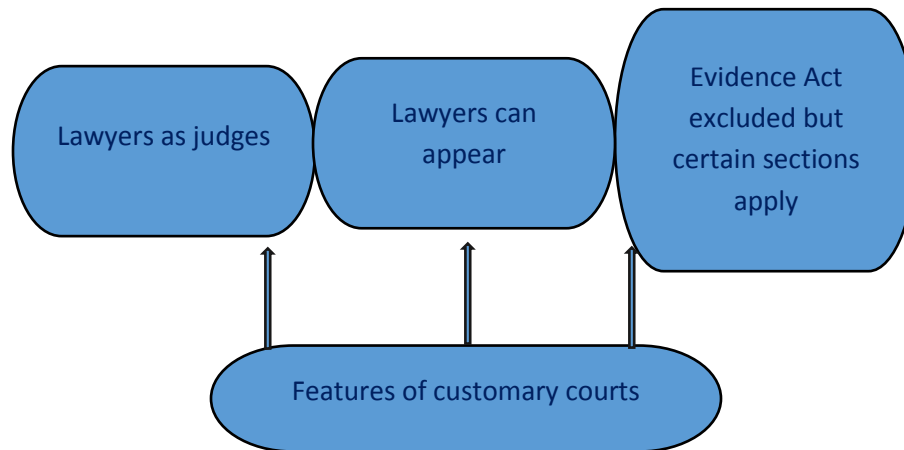 Lawyers as judges
Lawyers can
appear
Evidence Act
excluded but
certain sections
apply
Features of customary courts